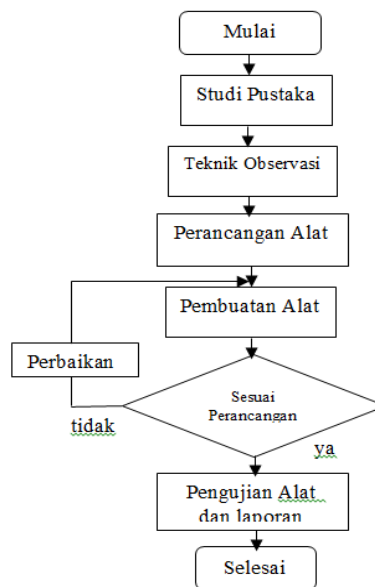 Mulai
Studi Pustaka
Teknik Observasi
Perancangan Alat
Pembuatan Alat
Perbaikan
Sesuai
Perancangan
tidak
ya
Pengujian Alat
dan laporan
Selesai